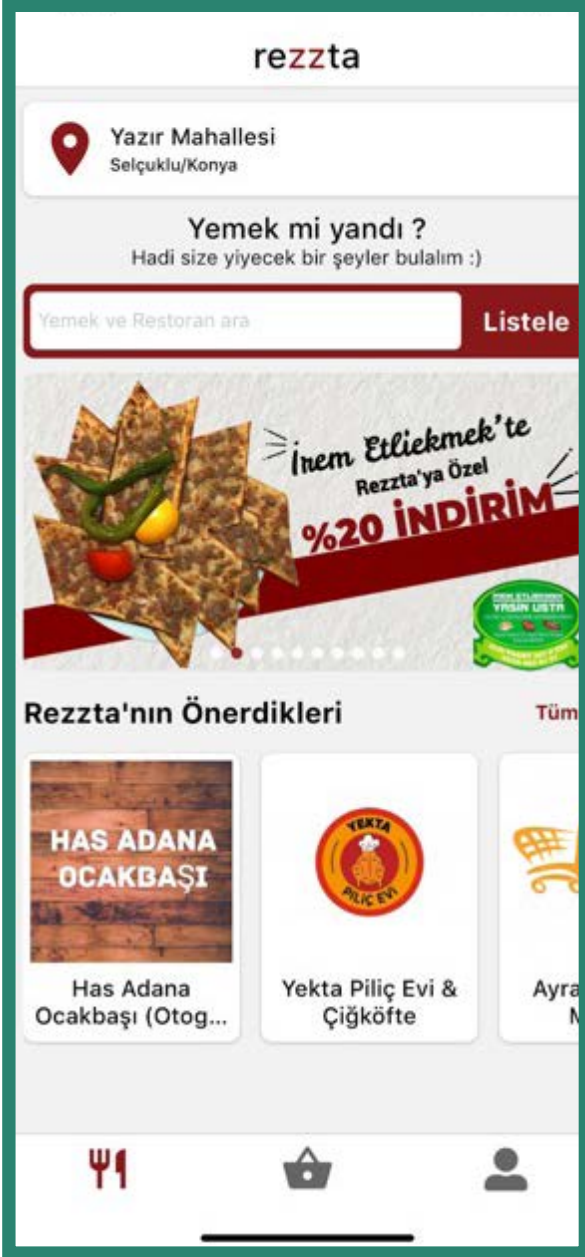 rezzta
Yazır Mahallesi
Selçuklu/Konya
Yemek mi yandı ?
Hadi size yiyecek bir şeyler bulalım :)
Yemek ve Restoran ara
Listele
İrem Etliekmek'te
Rezzta'ya Özel
%20 İNDİRİM
YASIN USTA
Rezzta'nın Önerdikleri
Tüm
HAS ADANA
OCAKBAŞI
YEKTA
PİLİÇ EVİ
Has Adana
Ocakbaşı (Otog...
Yekta Piliç Evi &
Çiğköfte
Ayra